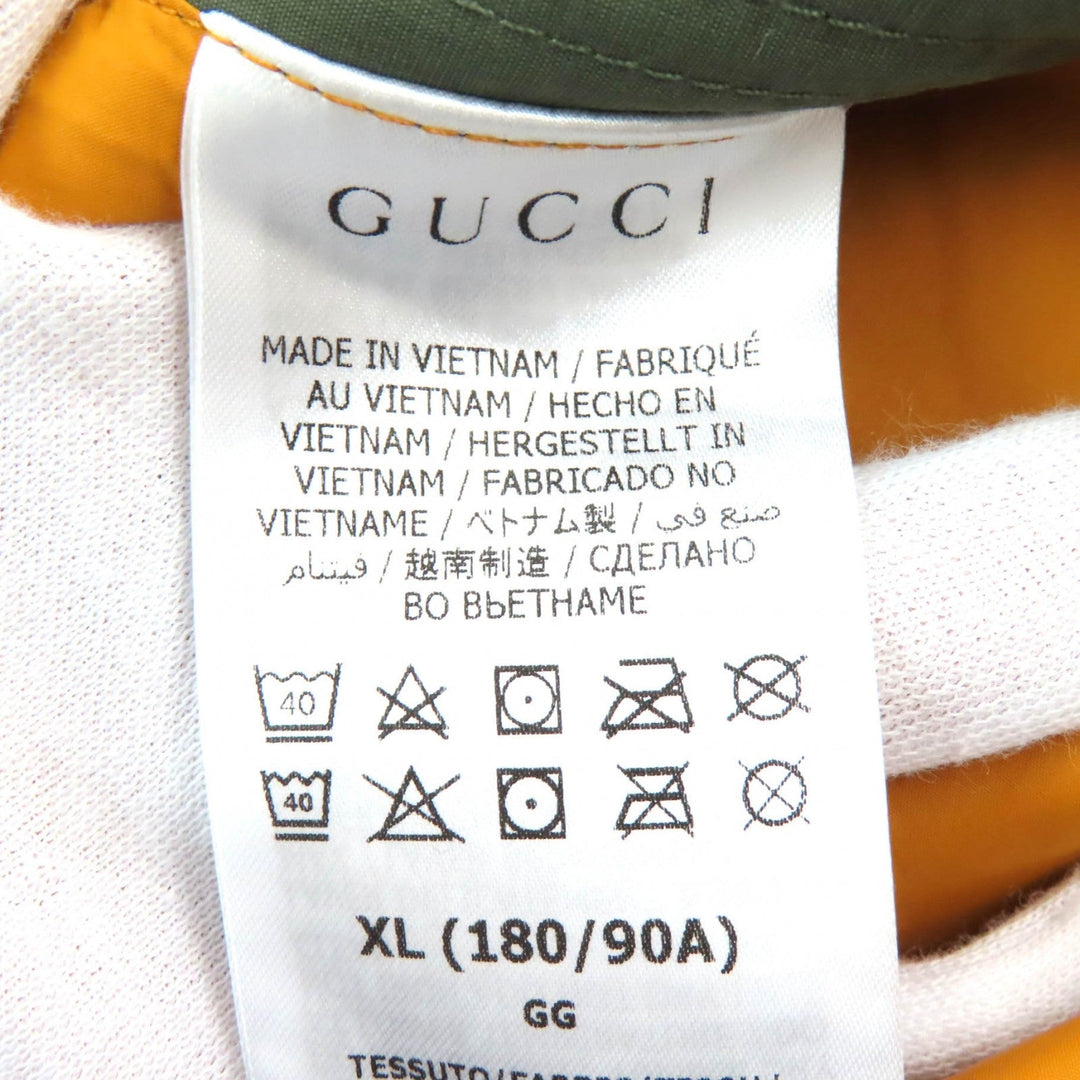 GUCCI
MADE IN VIETNAM / FABRIQUÉ
AU VIETNAM / HECHO EN
VIETNAM / HERGESTELLT IN
VIETNAM / FABRICADO NO
VIETNAME / ベトナム製 / صنع في
فيتنام / 越南制造 / СДЕЛАНО
ВО ВЬЕТНАМЕ
40
40
XL (180/90A)
GG
TESSUTO/